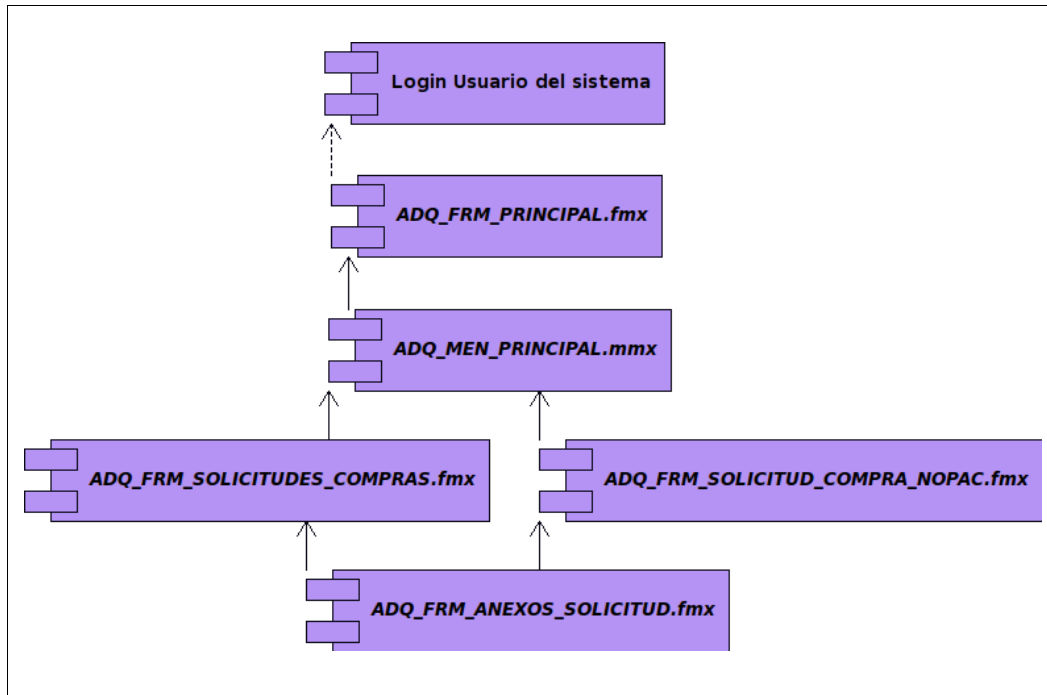 Login Usuario del sistema
ADQ_FRM_PRINCIPAL.fmx
ADQ_MEN_PRINCIPAL.mmx
ADQ_FRM_SOLICITUDES_COMPRAS.fmx
ADQ_FRM_SOLICITUD_COMPRA_NOPAC.fmx
ADQ_FRM_ANEXOS_SOLICITUD.fmx